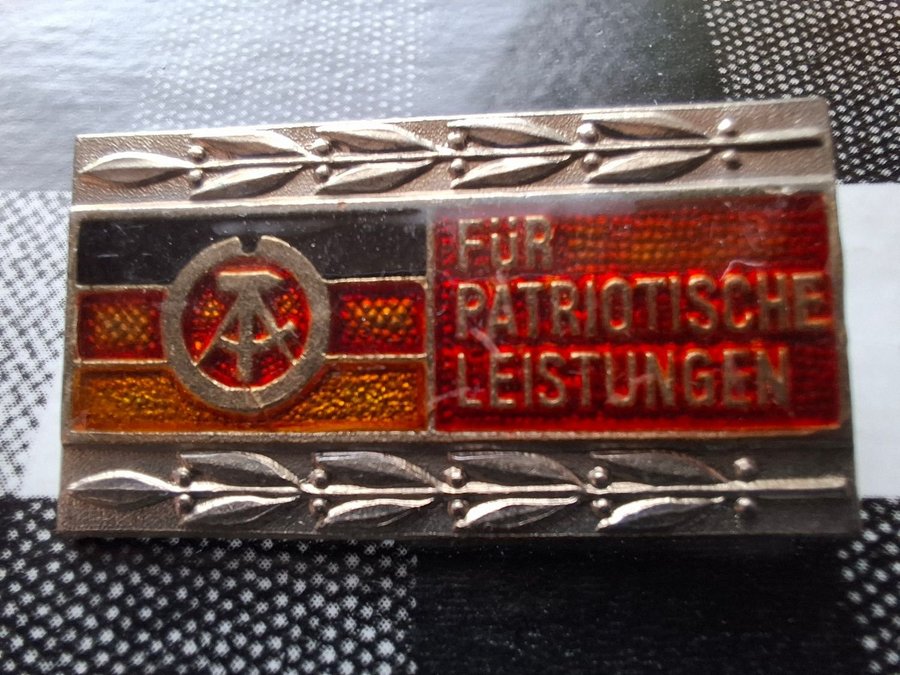 FÜR
PATRIOTISCHE
LEISTUNGEN